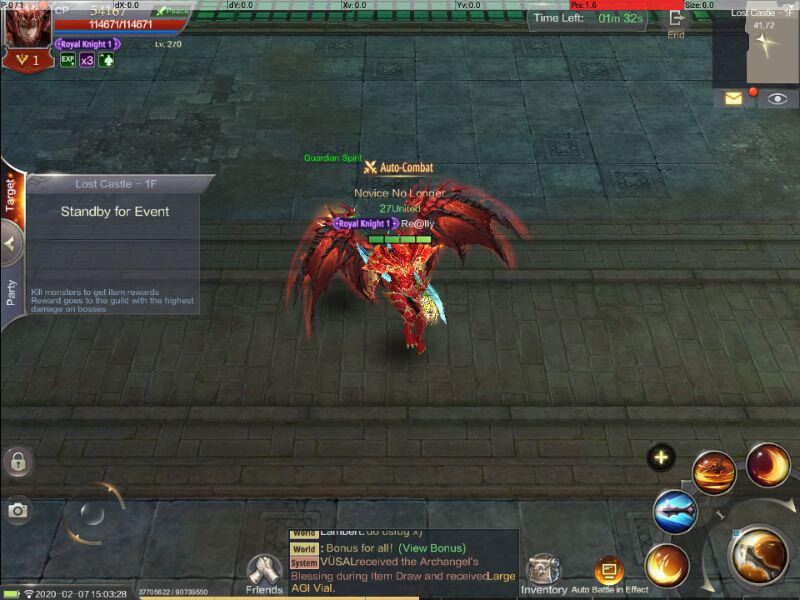 P: 0 / 1 dX: 0.0 dY: 0.0 Xv: 0.0 Yv: 0.0 Prs: 1.0 Size: 0.0
CP 54167 Peace
114671/114671
Royal Knight 1 Lv. 270
V 1 EXP x3
Time Left: 01m 32s
End
Lost Castle - 1F
41,72
Target
Party
Lost Castle - 1F
Standby for Event
Kill monsters to get item rewards
Reward goes to the guild with the highest
damage on bosses
Guardian Spirit
Auto-Combat
Novice No Longer
27United
Royal Knight 1 Re@lly
World Lambert:
World : Bonus for all! (View Bonus)
System VÜSALreceived the Archangel's
Blessing during Item Draw and receivedLarge
AGI Vial.
Friends
Inventory
Auto Battle in Effect
2020-02-07 15:03:28
37705622 / 90739550